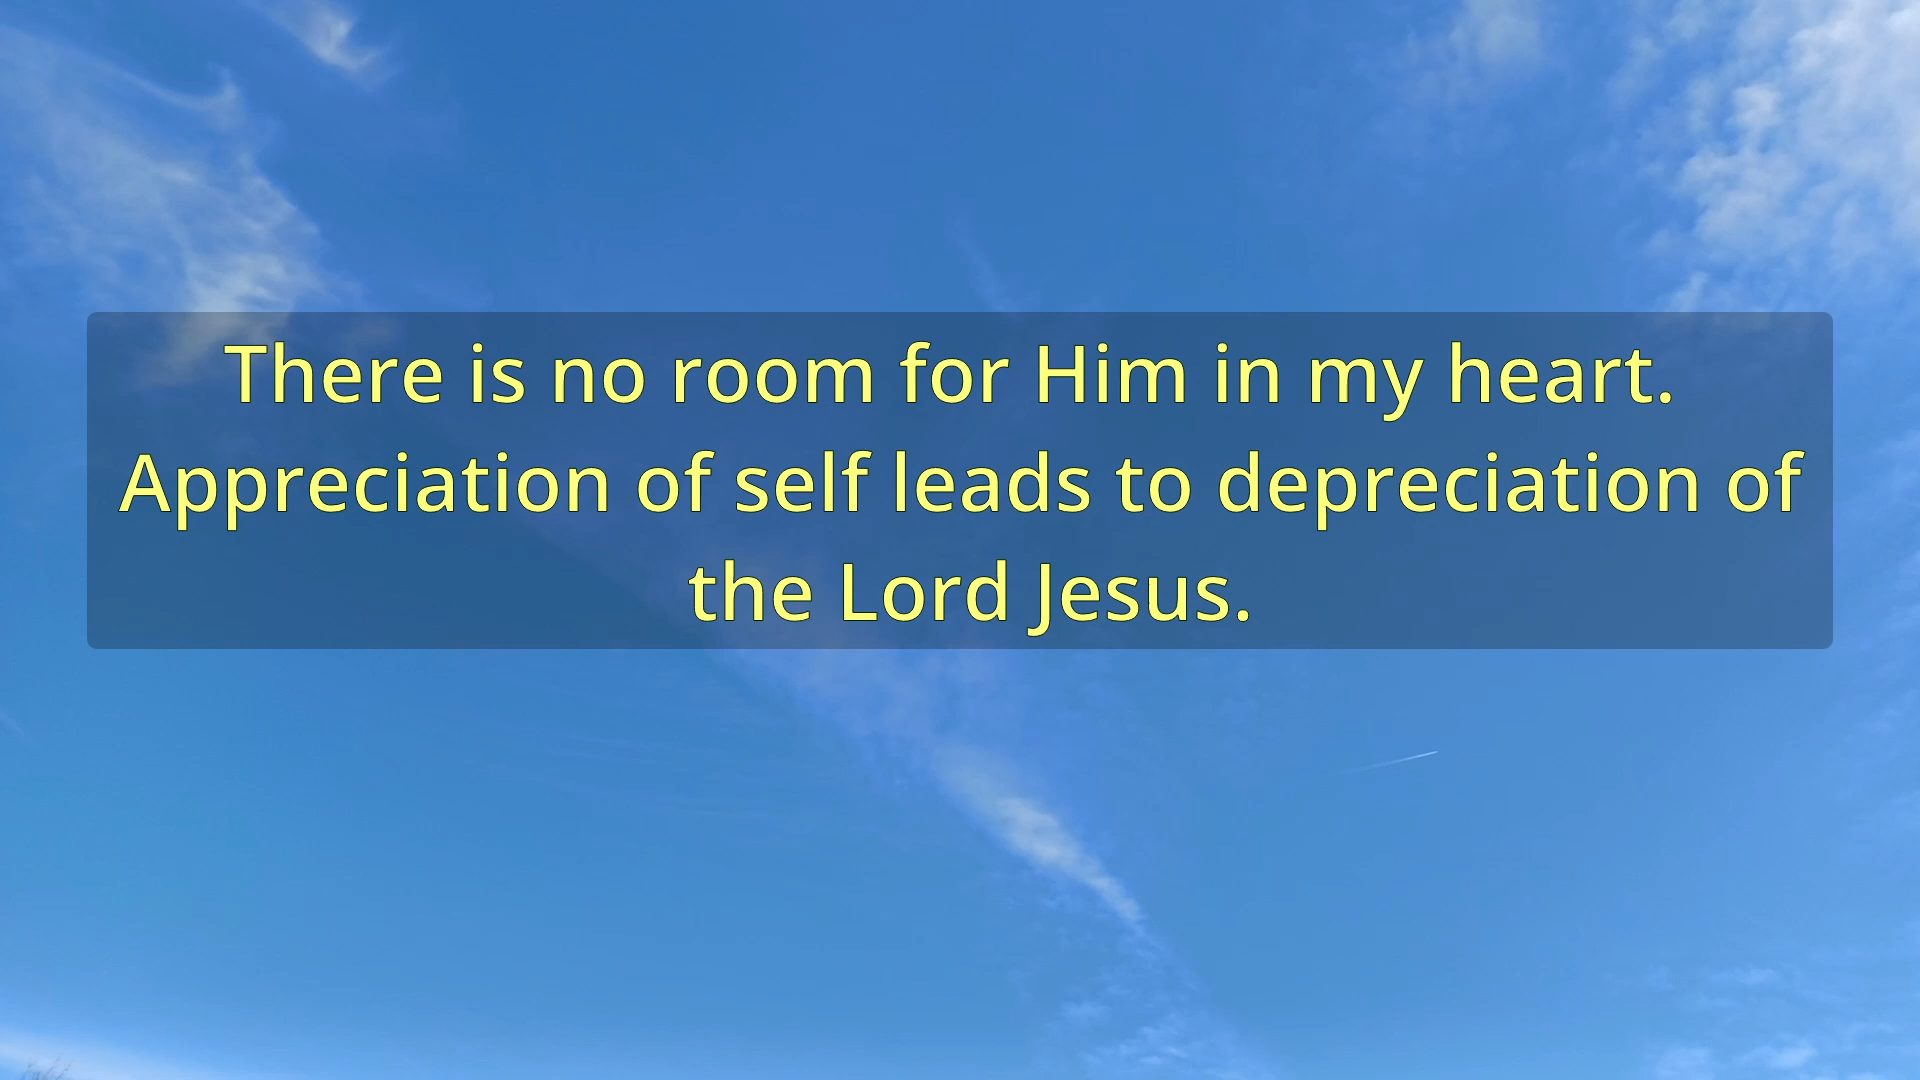 There is no room for Him in my heart.
Appreciation of self leads to depreciation of
the Lord Jesus.